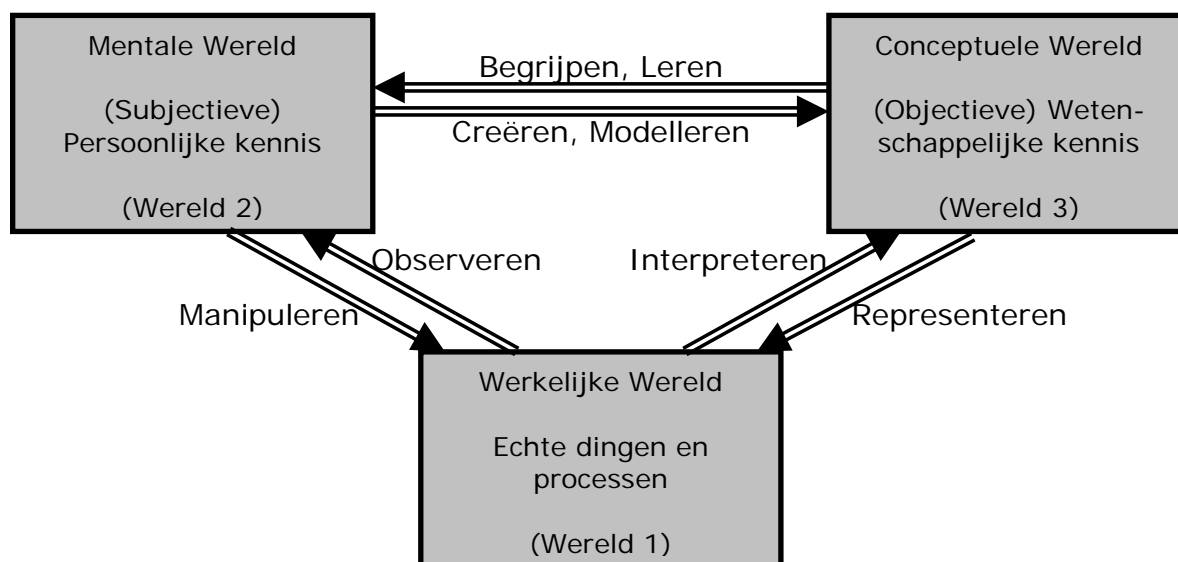 Mentale Wereld
(Subjectieve)
Persoonlijke kennis
(Wereld 2)
Begrijpen, Leren
Creëren, Modelleren
Conceptuele Wereld
(Objectieve) Weten-
schappelijke kennis
(Wereld 3)
Observeren
Manipuleren
Interpreteren
Representeren
Werkelijke Wereld
Echte dingen en
processen
(Wereld 1)